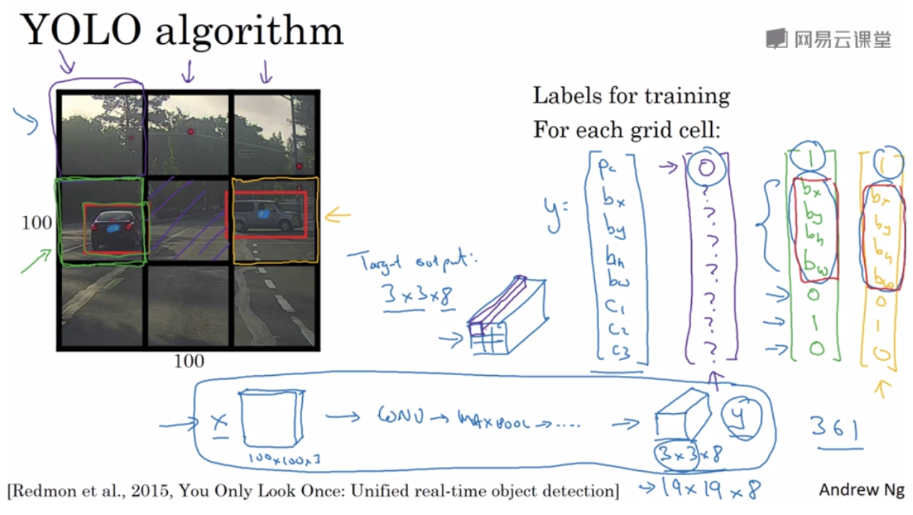 YOLO algorithm
网易云课堂
Labels for training
For each grid cell:
y=
Pc
bx
by
bh
bw
C1
C2
C3
0
?
?
?
?
?
?
?
1
bx
by
bh
bw
0
1
0
1
bx
by
bh
bw
0
1
0
100
100
Target output:
3×3×8
x
100×100×3
→ CONV → MAXPOOL → .... →
3×3×8
y
→ 19×19×8
361
[Redmon et al., 2015, You Only Look Once: Unified real-time object detection]
Andrew Ng